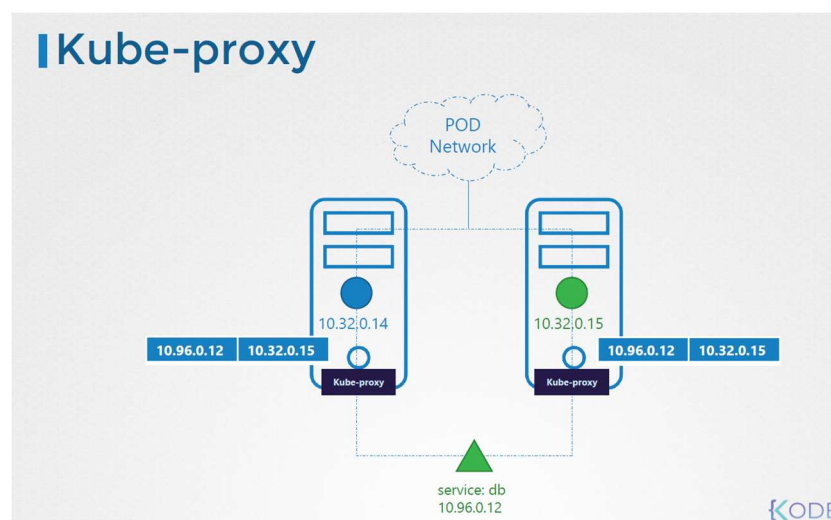 Kube-proxy
POD
Network
10.32.0.14
10.32.0.15
10.96.0.12 10.32.0.15
10.96.0.12 10.32.0.15
Kube-proxy
Kube-proxy
service: db
10.96.0.12
{KODE